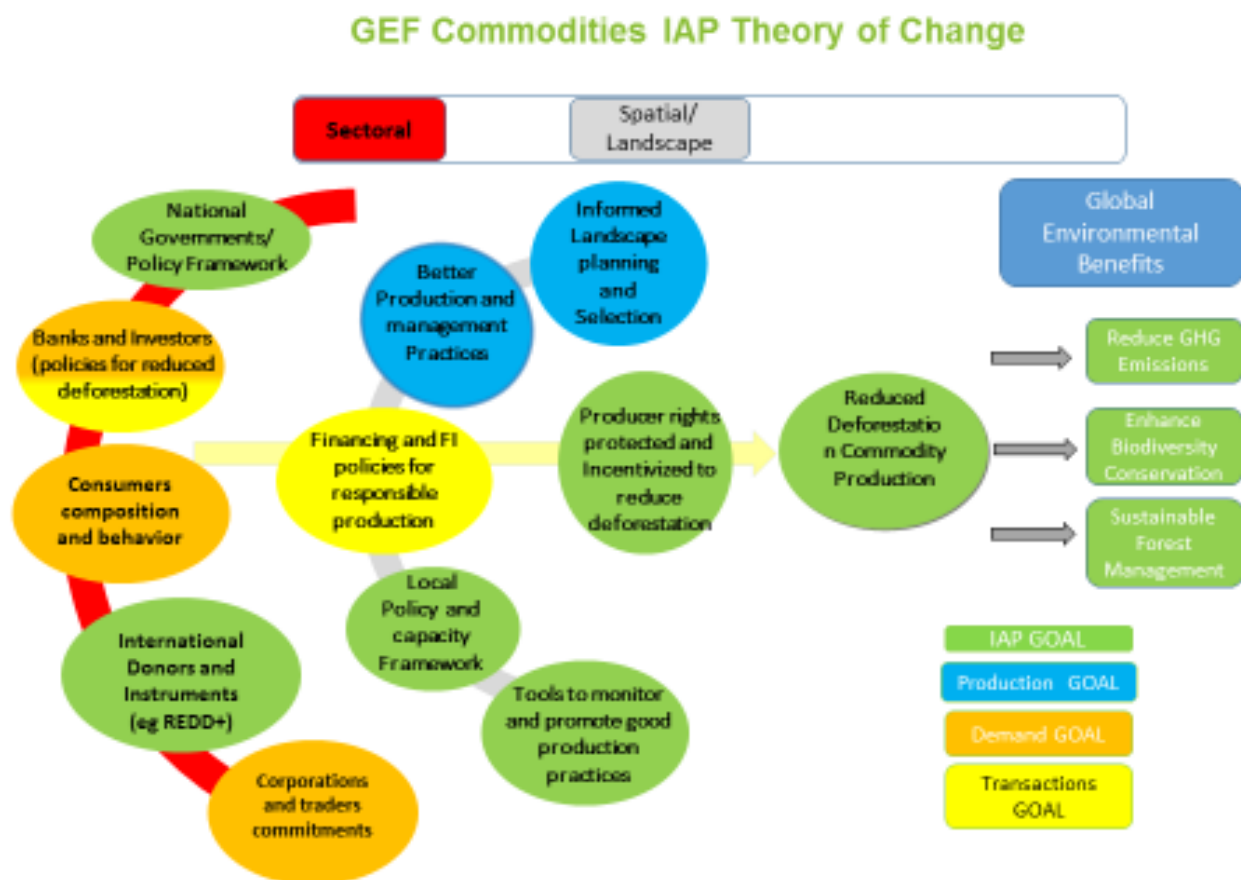 GEF Commodities IAP Theory of Change
Sectoral
Spatial/
Landscape
National
Governments/
Policy Framework
Banks and Investors
(policies for reduced
deforestation)
Consumers
composition
and behavior
International
Donors and
Instruments
(eg REDD+)
Corporations
and traders
commitments
Better
Production and
management
Practices
Informed
Landscape
planning
and
Selection
Financing and FI
policies for
responsible
production
Local
Policy and
capacity
Framework
Tools to monitor
and promote good
production
practices
Producer rights
protected and
Incentivized to
reduce
deforestation
Reduced
Deforestatio
n Commodity
Production
Global
Environmental
Benefits
Reduce GHG
Emissions
Enhance
Biodiversity
Conservation
Sustainable
Forest
Management
IAP GOAL
Production GOAL
Demand GOAL
Transactions
GOAL